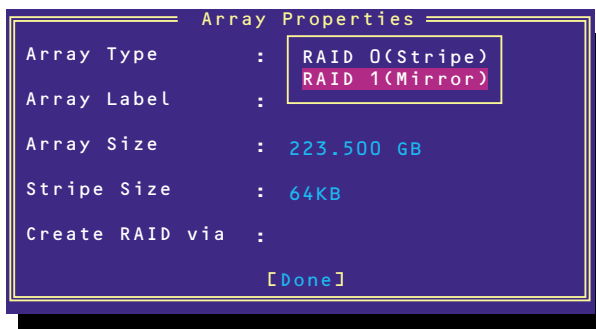 Array Properties
Array Type : RAID 0(Stripe)
RAID 1(Mirror)
Array Label :
Array Size : 223.500 GB
Stripe Size : 64KB
Create RAID via :
[Done]